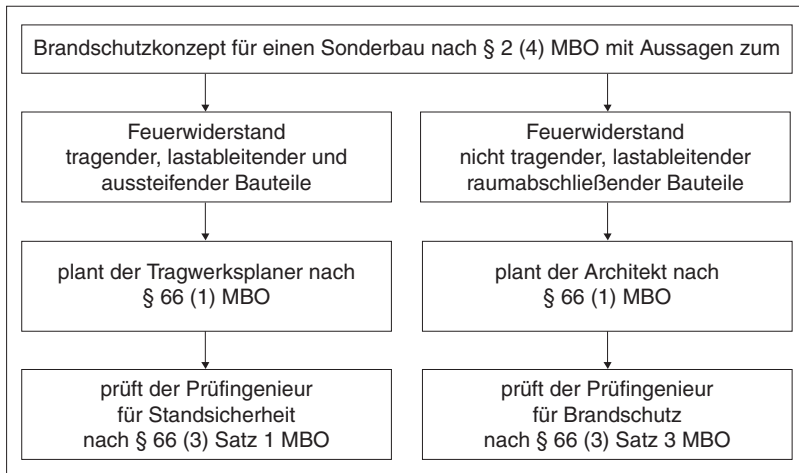 Brandschutzkonzept für einen Sonderbau nach § 2 (4) MBO mit Aussagen zum
Feuerwiderstand
tragender, lastableitender und
aussteifender Bauteile
Feuerwiderstand
nicht tragender, lastableitender
raumabschließender Bauteile
plant der Tragwerksplaner nach
§ 66 (1) MBO
plant der Architekt nach
§ 66 (1) MBO
prüft der Prüfingenieur
für Standsicherheit
nach § 66 (3) Satz 1 MBO
prüft der Prüfingenieur
für Brandschutz
nach § 66 (3) Satz 3 MBO